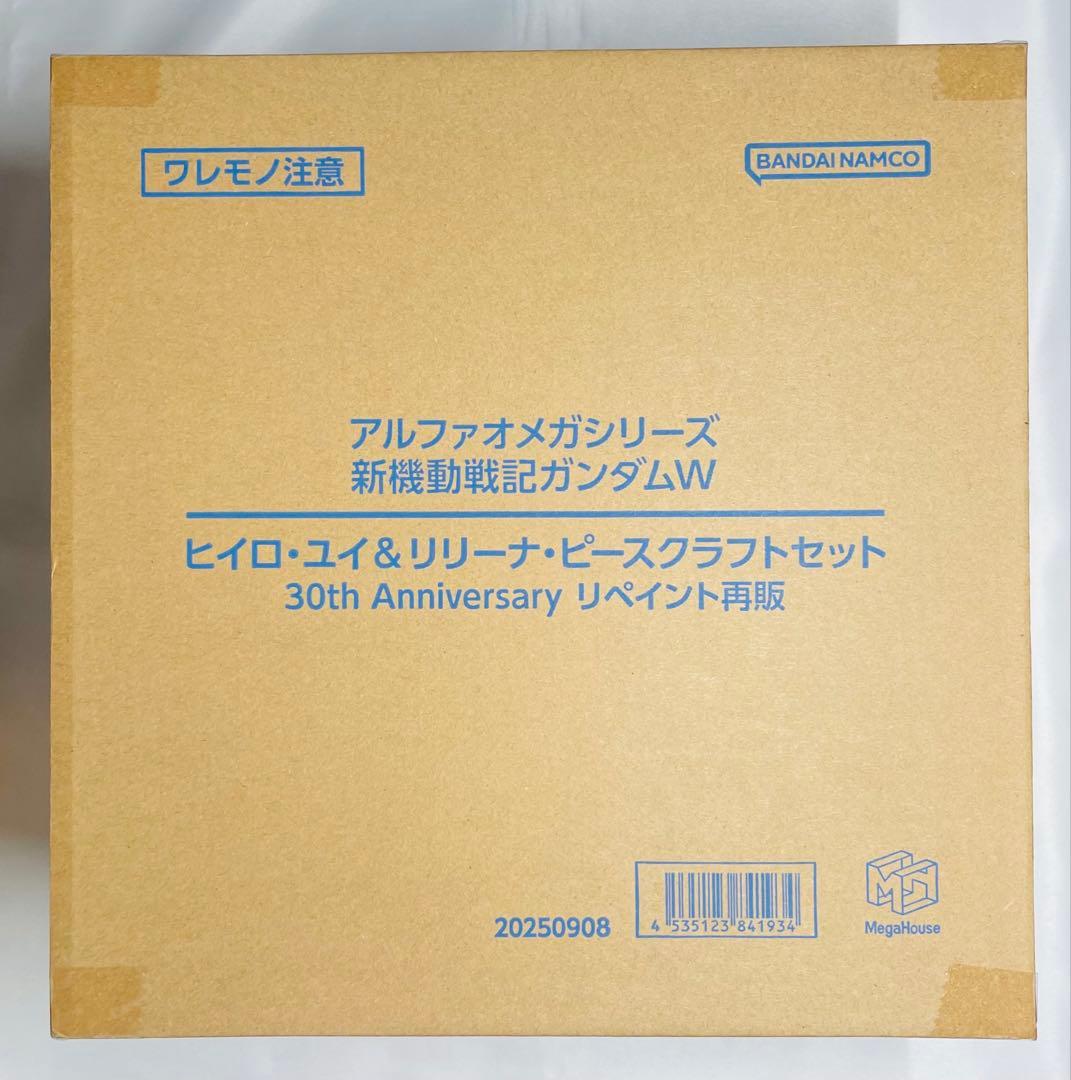 ワレモノ注意
BANDAI NAMCO
アルファオメガシリーズ
新機動戦記ガンダムW
ヒイロ・ユイ&リリーナ・ピースクラフトセット
30th Anniversary リペイント再販
20250908
4 535123 841934
MegaHouse